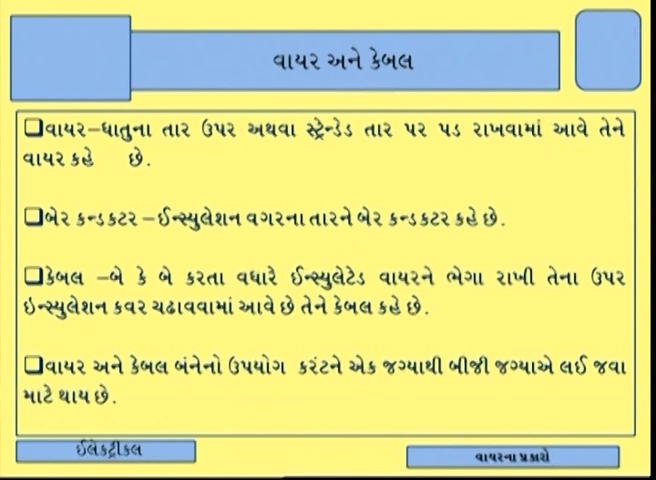 વાયર અને કેબલ
❑વાયર–ધાતુના તાર ઉપર અથવા સ્ટ્રેન્ડેડ તાર પર પડ રાખવામાં આવે તેને
વાયર કહે છે.
❑બેર કન્ડકટર –ઈન્સ્યુલેશન વગરના તારને બેર કન્ડકટર કહે છે.
❑કેબલ –બે કે બે કરતા વધારે ઈન્સ્યુલેટેડ વાયરને ભેગા રાખી તેના ઉપર
ઇન્સ્યુલેશન કવર ચઢાવવામાં આવે છે તેને કેબલ કહે છે.
❑વાયર અને કેબલ બંનેનો ઉપયોગ કરંટને એક જગ્યાથી બીજી જગ્યાએ લઈ જવા
માટે થાય છે.
ઈલેક્ટ્રીકલ
વાયરના પ્રકારો